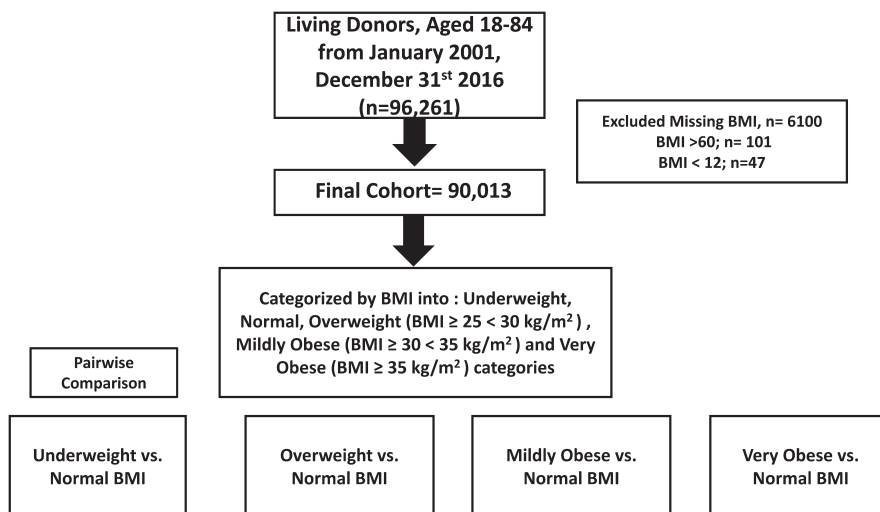 Living Donors, Aged 18-84
from January 2001,
December 31st 2016
(n=96,261)
Excluded Missing BMI, n= 6100
BMI >60; n= 101
BMI < 12; n=47
Final Cohort= 90,013
Categorized by BMI into : Underweight,
Normal, Overweight (BMI ≥ 25 < 30 kg/m²) ,
Mildly Obese (BMI ≥ 30 < 35 kg/m²) and Very
Obese (BMI ≥ 35 kg/m²) categories
Pairwise
Comparison
Underweight vs.
Normal BMI
Overweight vs.
Normal BMI
Mildly Obese vs.
Normal BMI
Very Obese vs.
Normal BMI